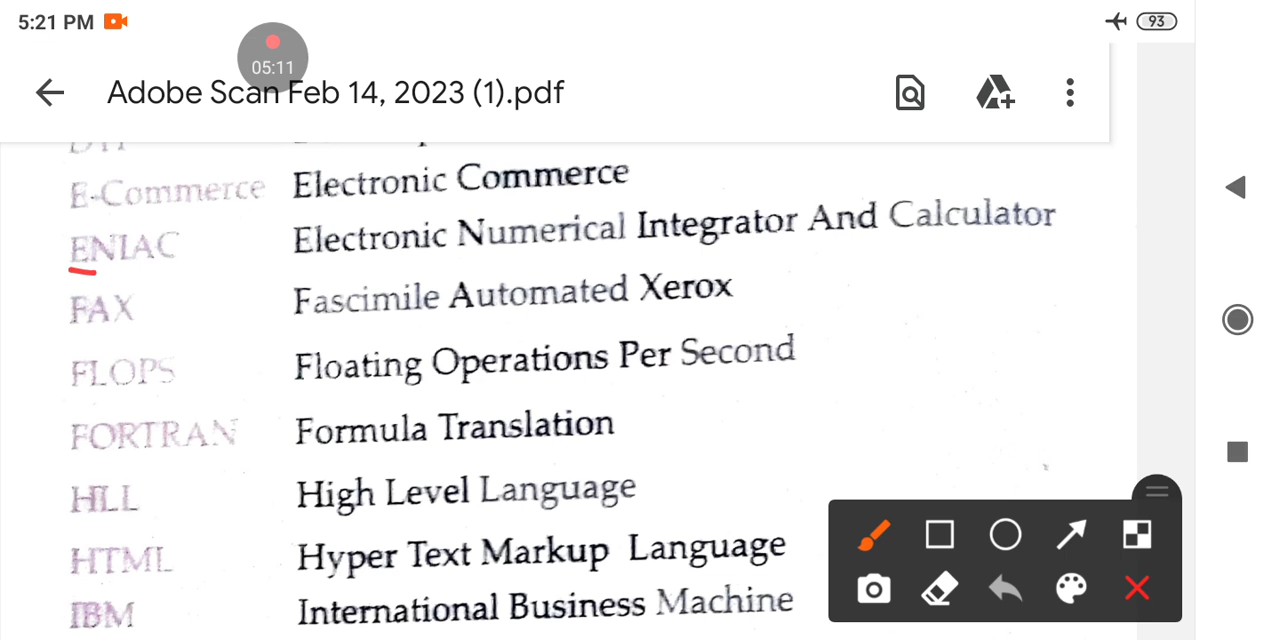 5:21 PM 93
05:11
Adobe Scan Feb 14, 2023 (1).pdf
E-Commerce Electronic Commerce
ENIAC Electronic Numerical Integrator And Calculator
FAX Fascimile Automated Xerox
FLOPS Floating Operations Per Second
FORTRAN Formula Translation
HLL High Level Language
HTML Hyper Text Markup Language
IBM International Business Machine